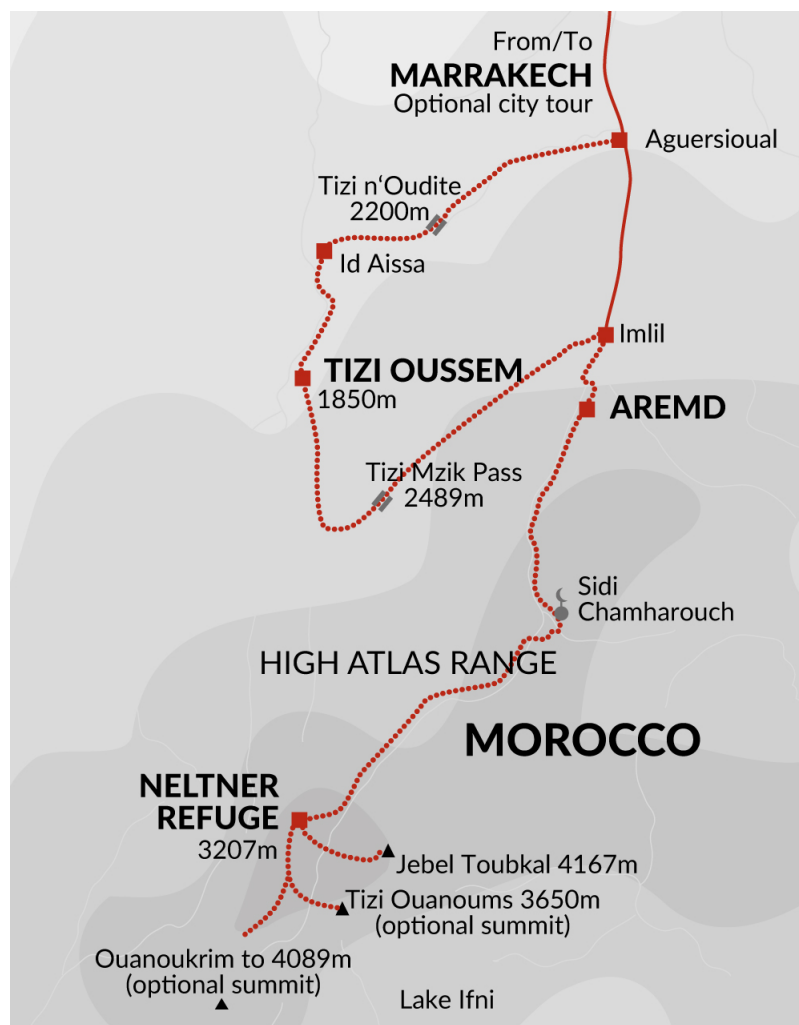 From/To
MARRAKECH
Optional city tour
Aguersioual
Tizi n‘Oudite
2200m
Id Aissa
Imlil
TIZI OUSSEM
1850m
AREMD
Tizi Mzik Pass
2489m
Sidi
Chamharouch
HIGH ATLAS RANGE
MOROCCO
NELTNER
REFUGE
3207m
Jebel Toubkal 4167m
Tizi Ouanoums 3650m
(optional summit)
Ouanoukrim to 4089m
(optional summit)
Lake Ifni